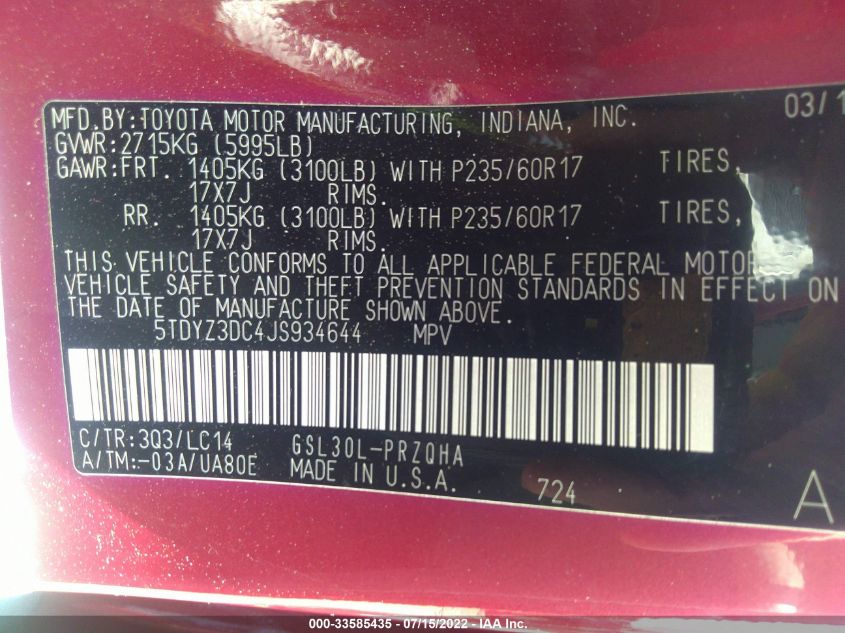 MFD.BY:TOYOTA MOTOR MANUFACTURING, INDIANA, INC. 03/1
GVWR:2715KG (5995LB)
GAWR:FRT. 1405KG (3100LB) WITH P235/60R17 TIRES,
17X7J RIMS.
RR. 1405KG (3100LB) WITH P235/60R17 TIRES,
17X7J RIMS.
THIS VEHICLE CONFORMS TO ALL APPLICABLE FEDERAL MOTOR
VEHICLE SAFETY AND THEFT PREVENTION STANDARDS IN EFFECT ON
THE DATE OF MANUFACTURE SHOWN ABOVE.
5TDYZ3DC4JS934644 MPV
C/TR:3Q3/LC14 GSL30L-PRZQHA
A/TM:-03A/UA80E MADE IN U.S.A. 724 A
000-33585435 - 07/15/2022 - IAA Inc.